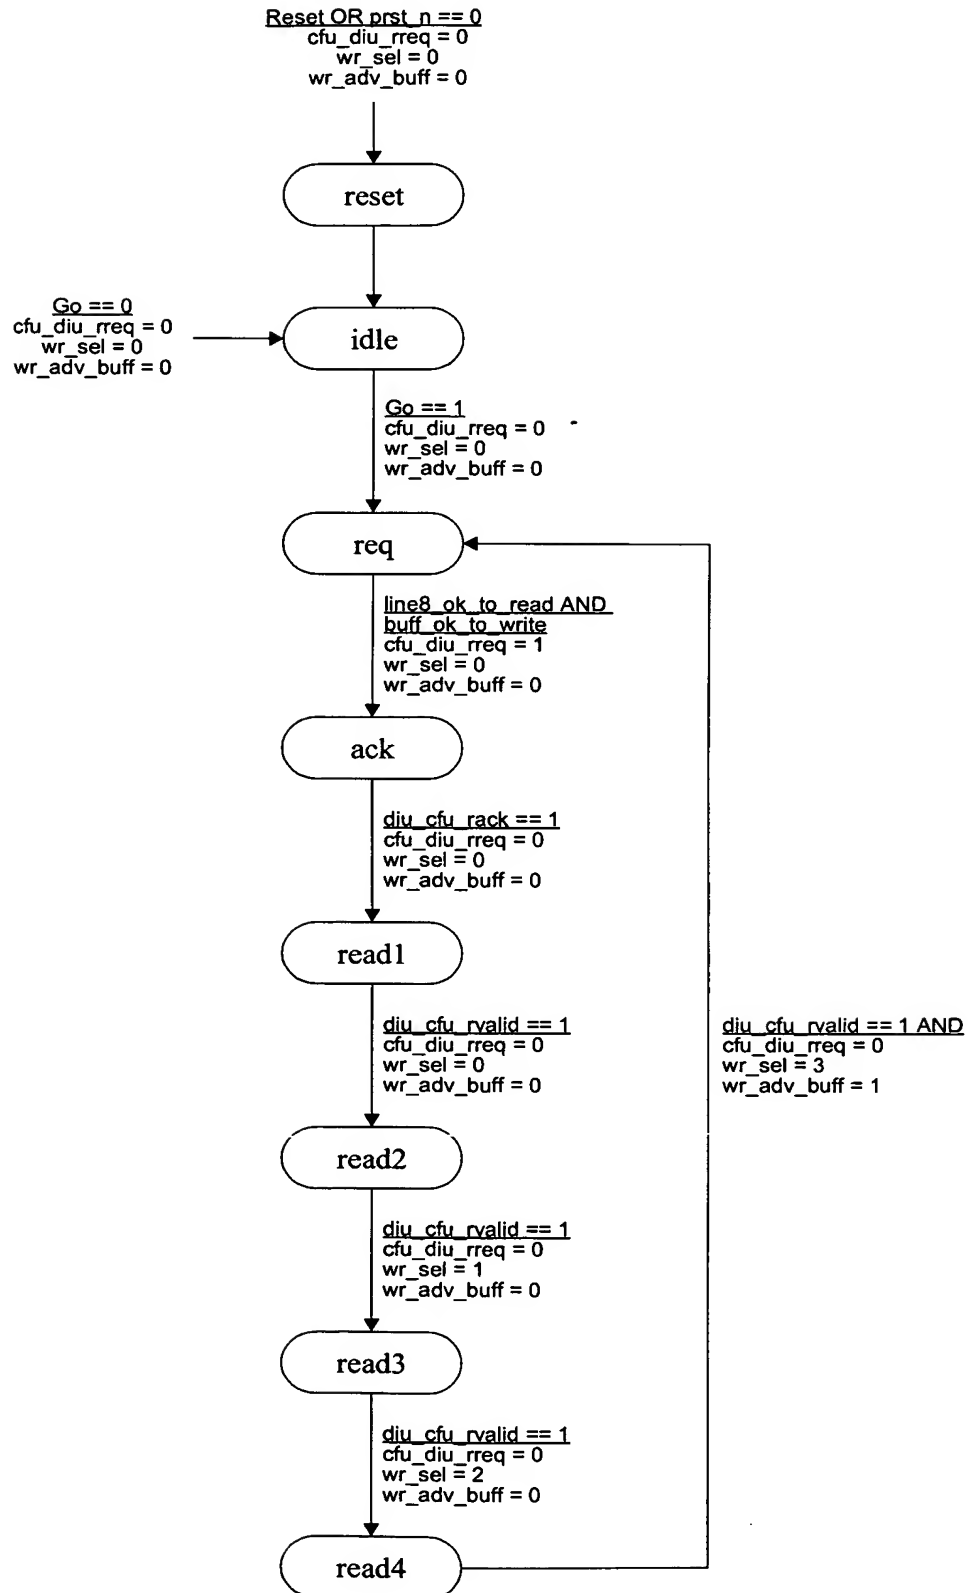 Reset OR prst_n == 0
cfu_diu_rreq = 0
wr_sel = 0
wr_adv_buff = 0
reset
Go == 0
cfu_diu_rreq = 0
wr_sel = 0
wr_adv_buff = 0
idle
Go == 1
cfu_diu_rreq = 0
wr_sel = 0
wr_adv_buff = 0
req
line8_ok_to_read AND
buff_ok_to_write
cfu_diu_rreq = 1
wr_sel = 0
wr_adv_buff = 0
ack
diu_cfu_rack == 1
cfu_diu_rreq = 0
wr_sel = 0
wr_adv_buff = 0
read1
diu_cfu_rvalid == 1
cfu_diu_rreq = 0
wr_sel = 0
wr_adv_buff = 0
diu_cfu_rvalid == 1 AND
cfu_diu_rreq = 0
wr_sel = 3
wr_adv_buff = 1
read2
diu_cfu_rvalid == 1
cfu_diu_rreq = 0
wr_sel = 1
wr_adv_buff = 0
read3
diu_cfu_rvalid == 1
cfu_diu_rreq = 0
wr_sel = 2
wr_adv_buff = 0
read4